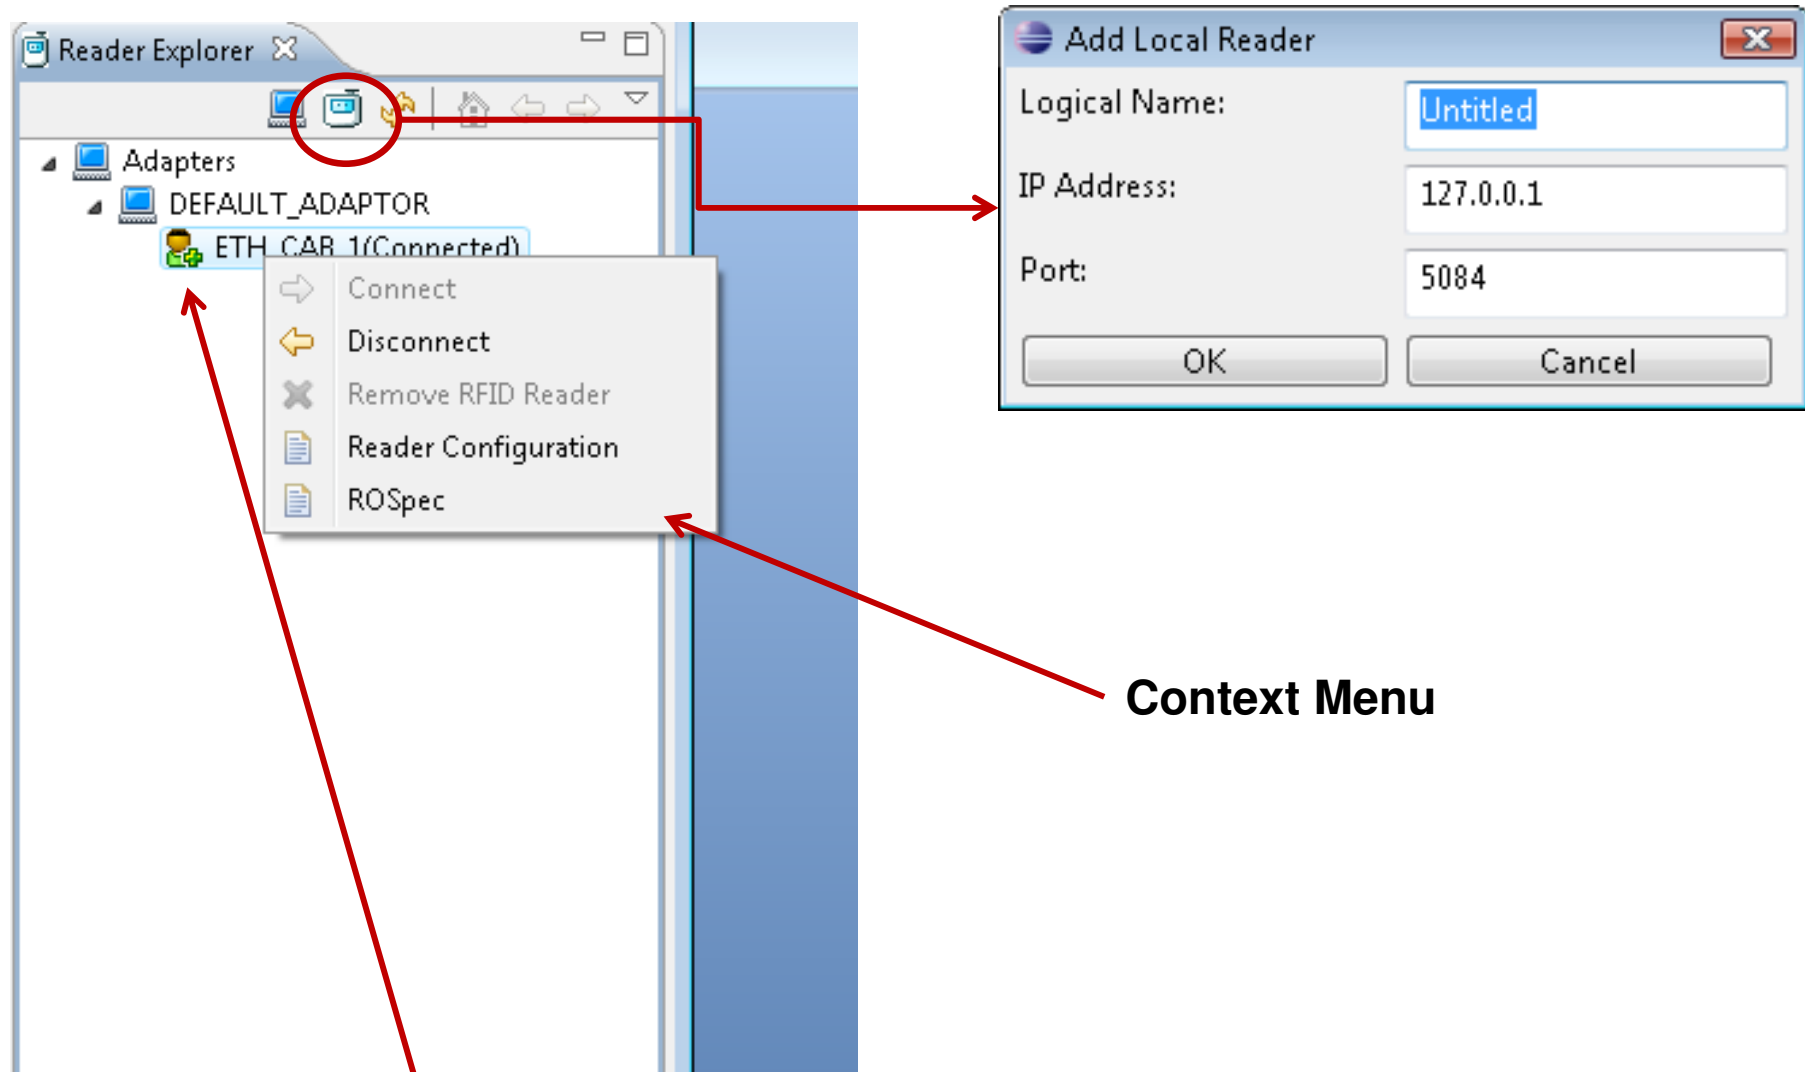 Reader Explorer
Adapters
DEFAULT_ADAPTOR
ETH_CAB_1(Connected)
Connect
Disconnect
Remove RFID Reader
Reader Configuration
ROSpec
Add Local Reader
Logical Name:
Untitled
IP Address:
127.0.0.1
Port:
5084
OK
Cancel
Context Menu